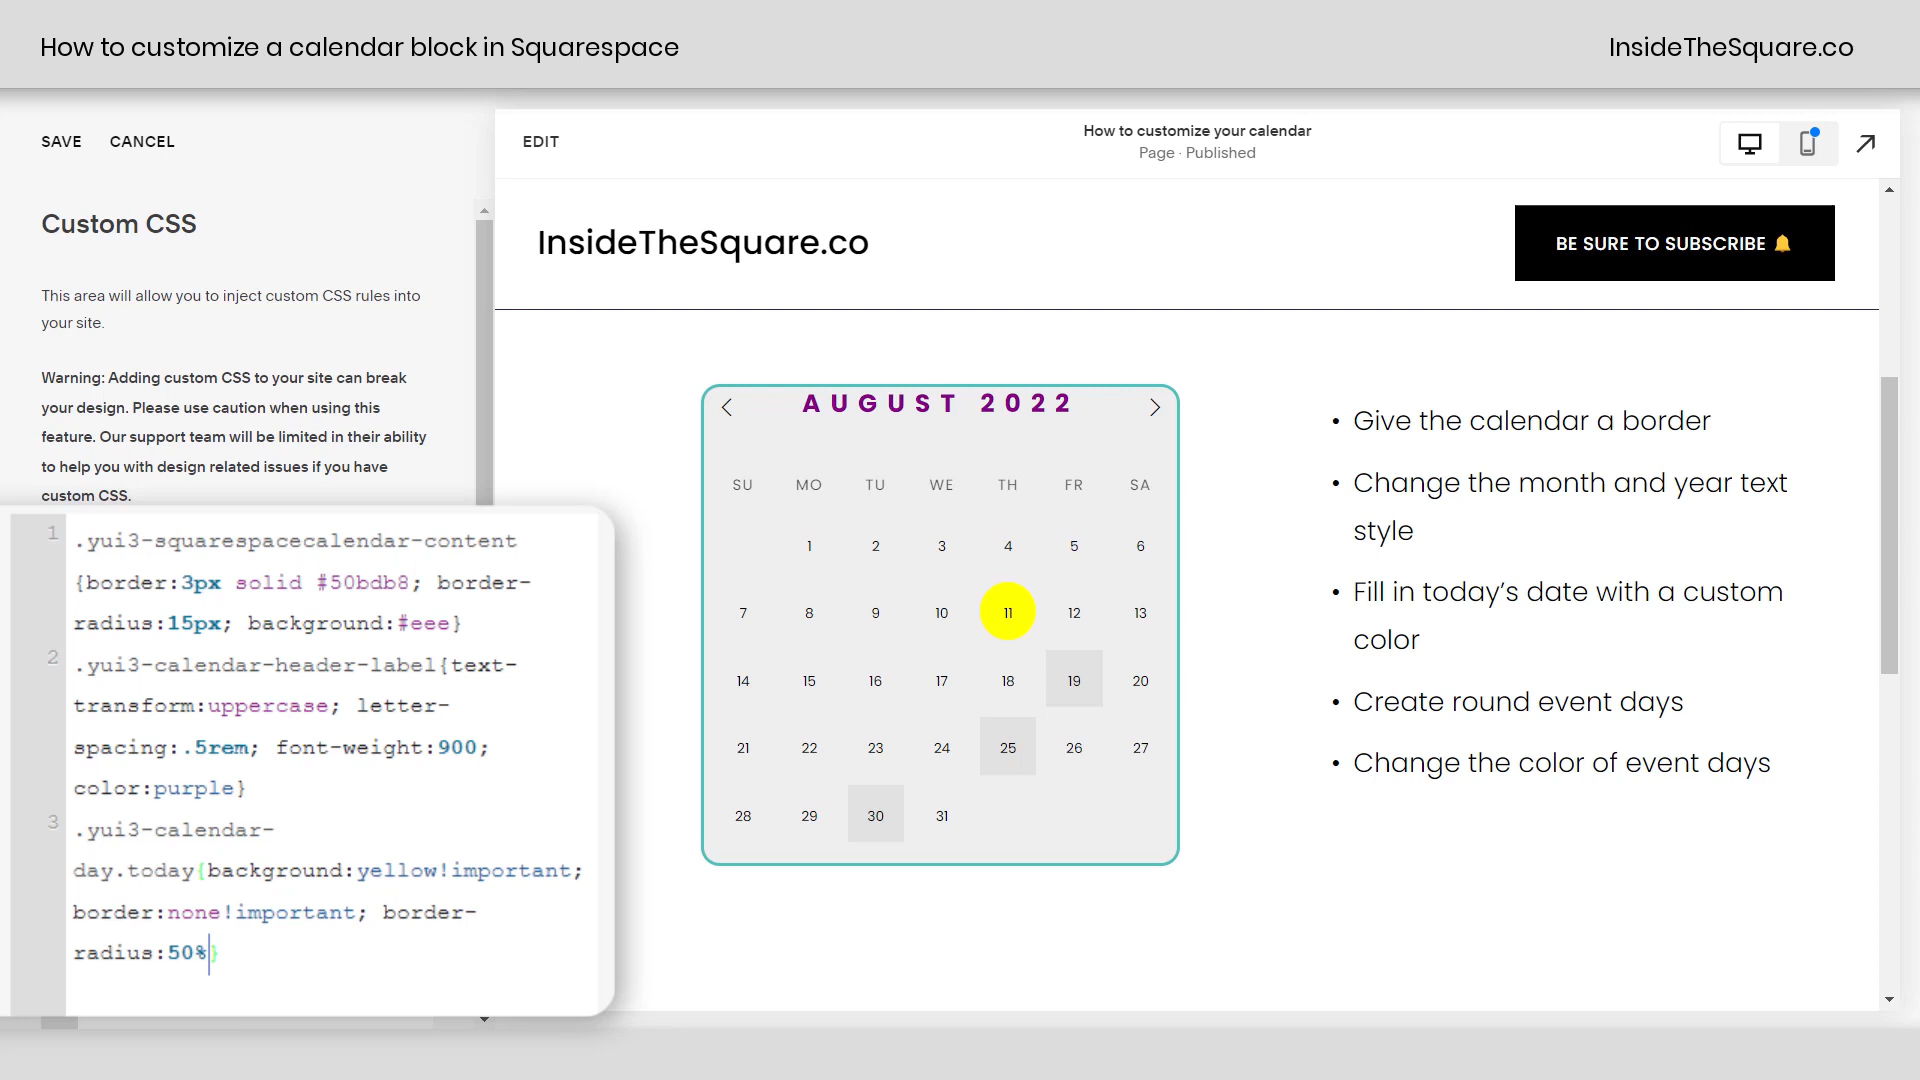 How to customize a calendar block in Squarespace
InsideTheSquare.co
SAVE CANCEL
EDIT
How to customize your calendar
Page · Published
Custom CSS
This area will allow you to inject custom CSS rules into
your site.
Warning: Adding custom CSS to your site can break
your design. Please use caution when using this
feature. Our support team will be limited in their ability
to help you with design related issues if you have
custom CSS.
1 .yui3-squarespacecalendar-content
{border:3px solid #50bdb8; border-
radius:15px; background:#eee}
2 .yui3-calendar-header-label{text-
transform:uppercase; letter-
spacing:.5rem; font-weight:900;
color:purple}
3 .yui3-calendar-
day.today{background:yellow!important;
border:none!important; border-
radius:50%}
InsideTheSquare.co
BE SURE TO SUBSCRIBE 🔔
AUGUST 2022
SU MO TU WE TH FR SA
1 2 3 4 5 6
7 8 9 10 11 12 13
14 15 16 17 18 19 20
21 22 23 24 25 26 27
28 29 30 31
• Give the calendar a border
• Change the month and year text
style
• Fill in today’s date with a custom
color
• Create round event days
• Change the color of event days